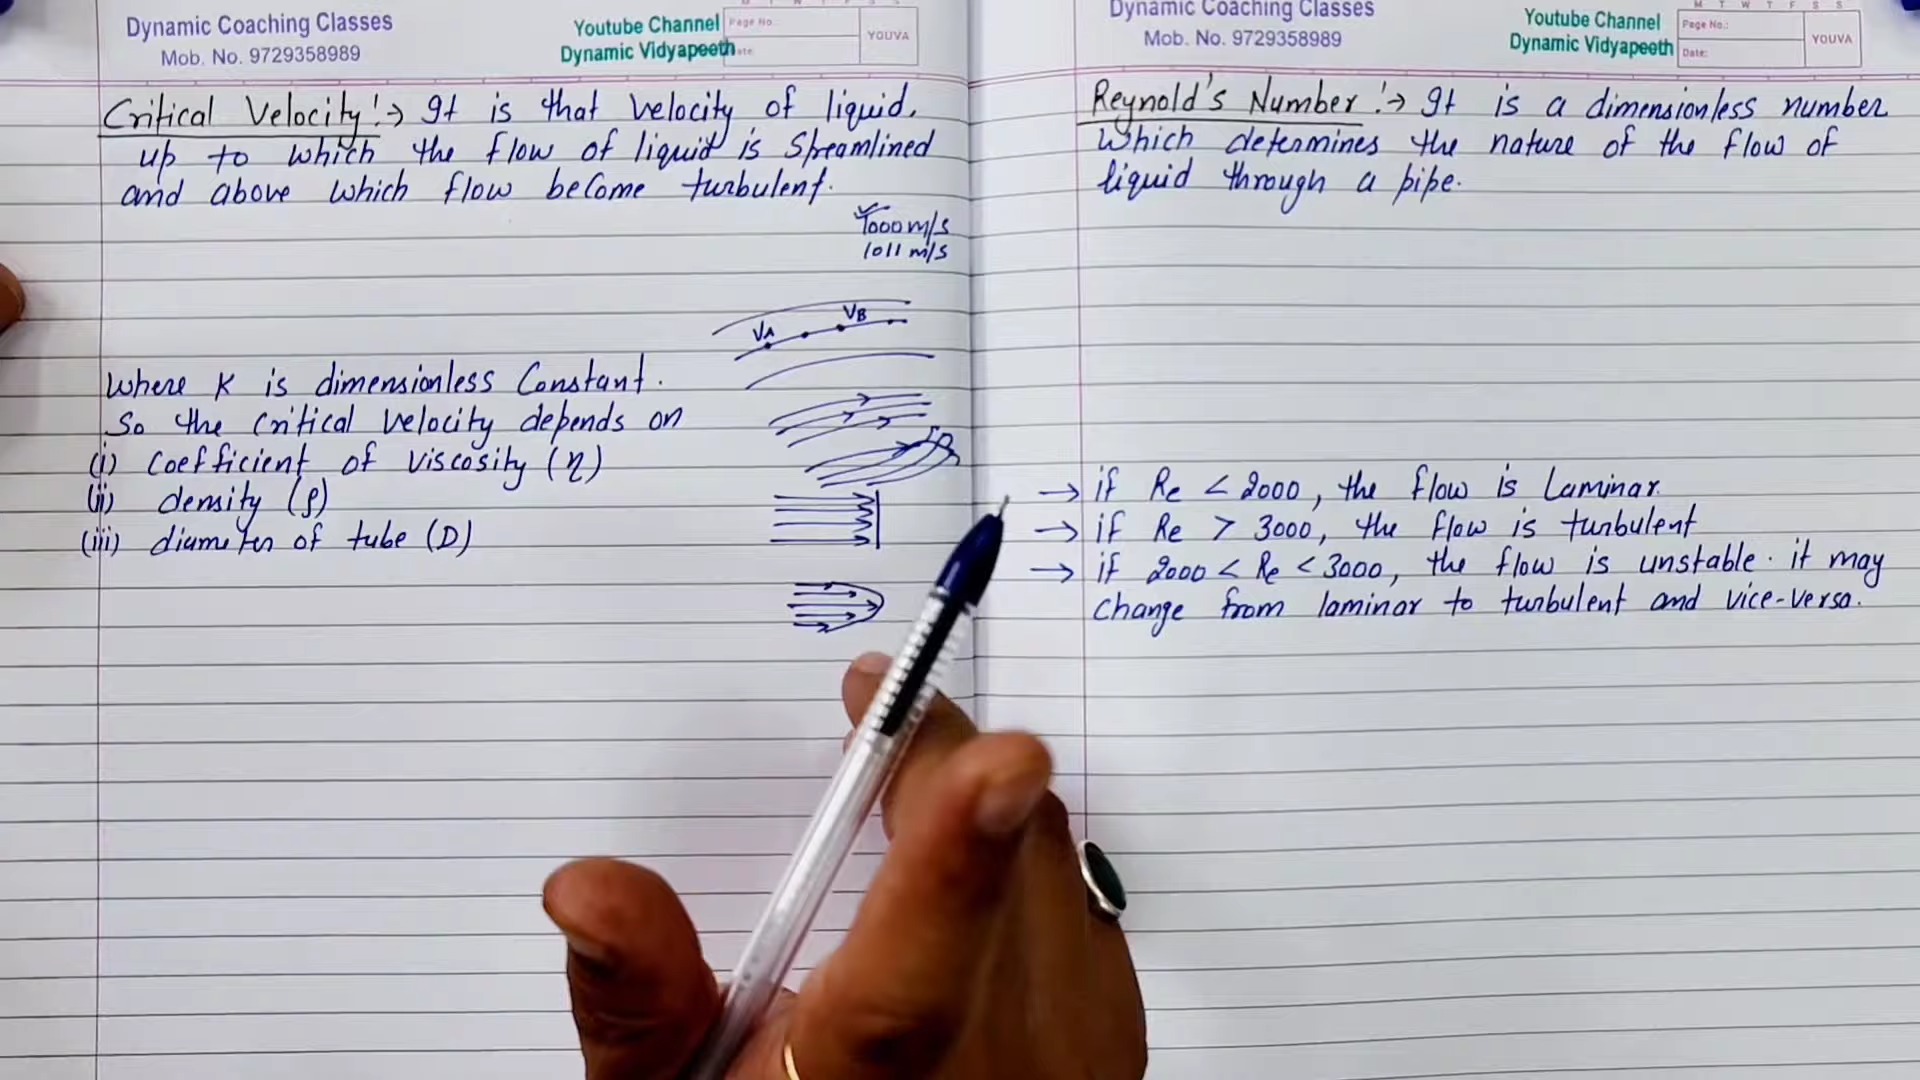 Dynamic Coaching Classes
Mob. No. 9729358989
Youtube Channel
Dynamic Vidyapeeth
Page No.:
Date:
YOUVA
Critical Velocity :→ It is that velocity of liquid,
up to which the flow of liquid is Streamlined
and above which flow become turbulent.
1000 m/s
1011 m/s
VA
VB
Where K is dimensionless Constant.
So the Critical velocity depends on
(i) Coefficient of viscosity (η)
(ii) density (ρ)
(iii) diameter of tube (D)
Dynamic Coaching Classes
Mob. No. 9729358989
Youtube Channel
Dynamic Vidyapeeth
M T W T F S S
Page No.:
Date:
YOUVA
Reynold's Number :→ It is a dimensionless number
Which determines the nature of the flow of
liquid through a pipe.
→ if Re < 2000, the flow is Laminar.
→ if Re > 3000, the flow is turbulent
→ if 2000 < Re < 3000, the flow is unstable. it may
change from laminar to turbulent and vice-versa.